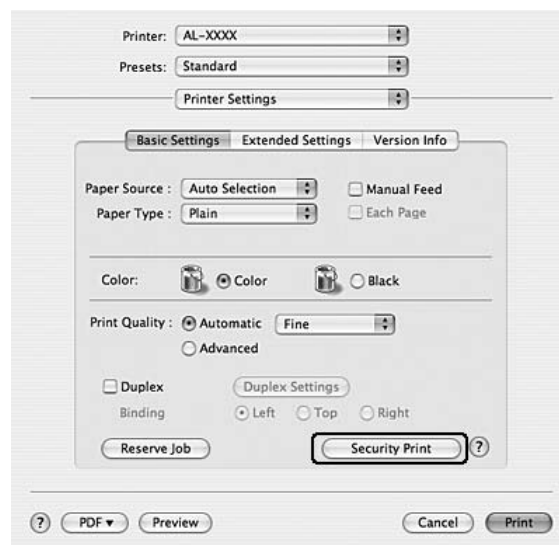 Printer: AL-XXXX
Presets: Standard
Printer Settings
Basic Settings Extended Settings Version Info
Paper Source : Auto Selection Manual Feed
Paper Type : Plain Each Page
Color: Color Black
Print Quality : Automatic Fine
Advanced
Duplex Duplex Settings
Binding Left Top Right
Reserve Job Security Print ?
? PDF ▾ Preview Cancel Print